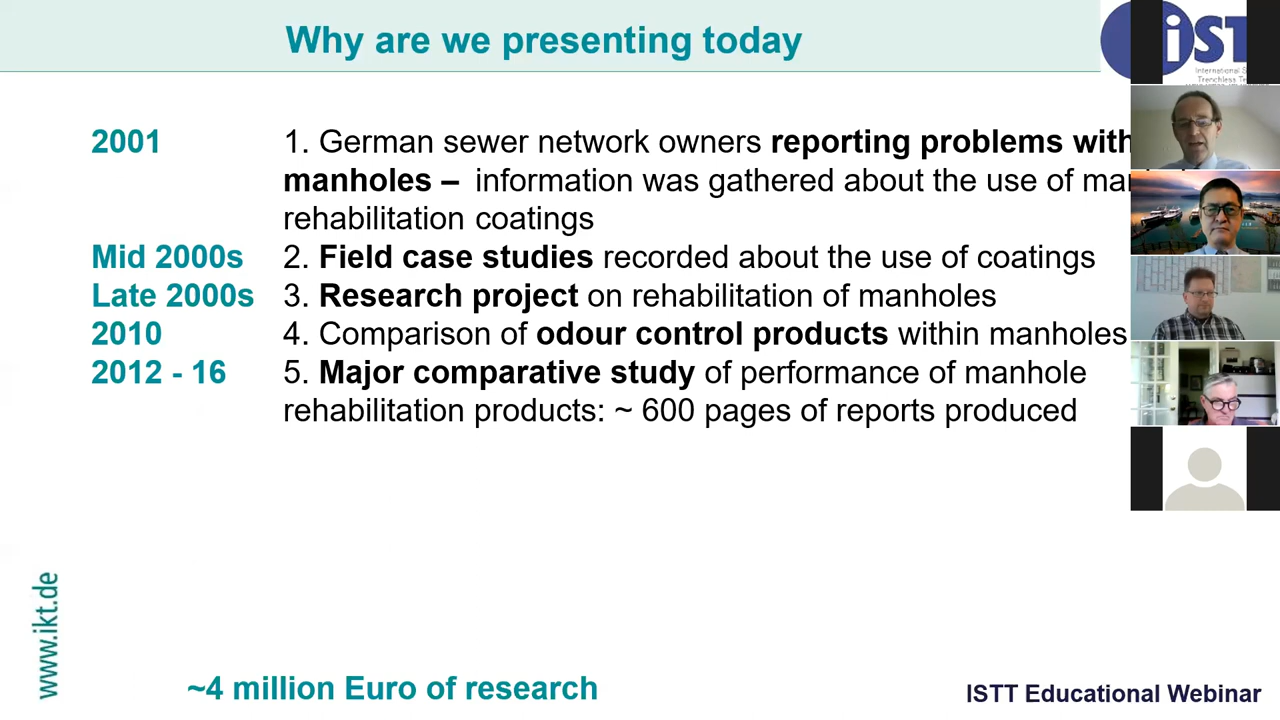 Why are we presenting today
iST
International S
Trenchless Te
2001
1. German sewer network owners reporting problems with
manholes – information was gathered about the use of ma
rehabilitation coatings
Mid 2000s
2. Field case studies recorded about the use of coatings
Late 2000s
3. Research project on rehabilitation of manholes
2010
4. Comparison of odour control products within manholes
2012 - 16
5. Major comparative study of performance of manhole
rehabilitation products: ~ 600 pages of reports produced
www.ikt.de
~4 million Euro of research
ISTT Educational Webinar